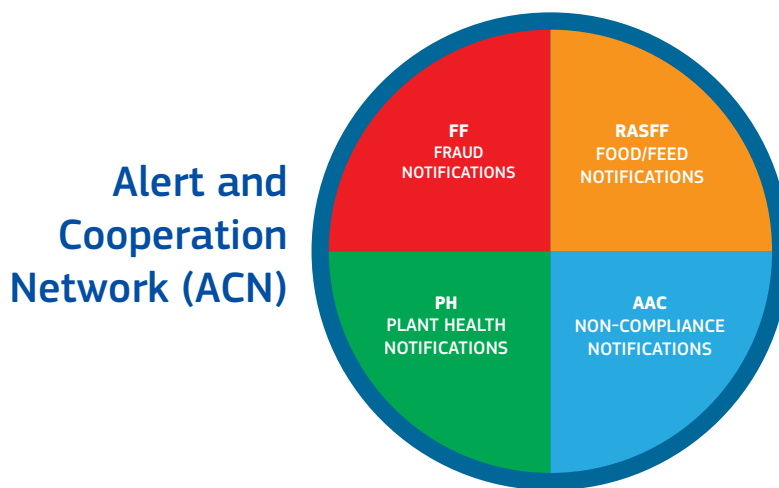 Alert and
Cooperation
Network (ACN)
FF
FRAUD
NOTIFICATIONS
RASFF
FOOD/FEED
NOTIFICATIONS
PH
PLANT HEALTH
NOTIFICATIONS
AAC
NON-COMPLIANCE
NOTIFICATIONS